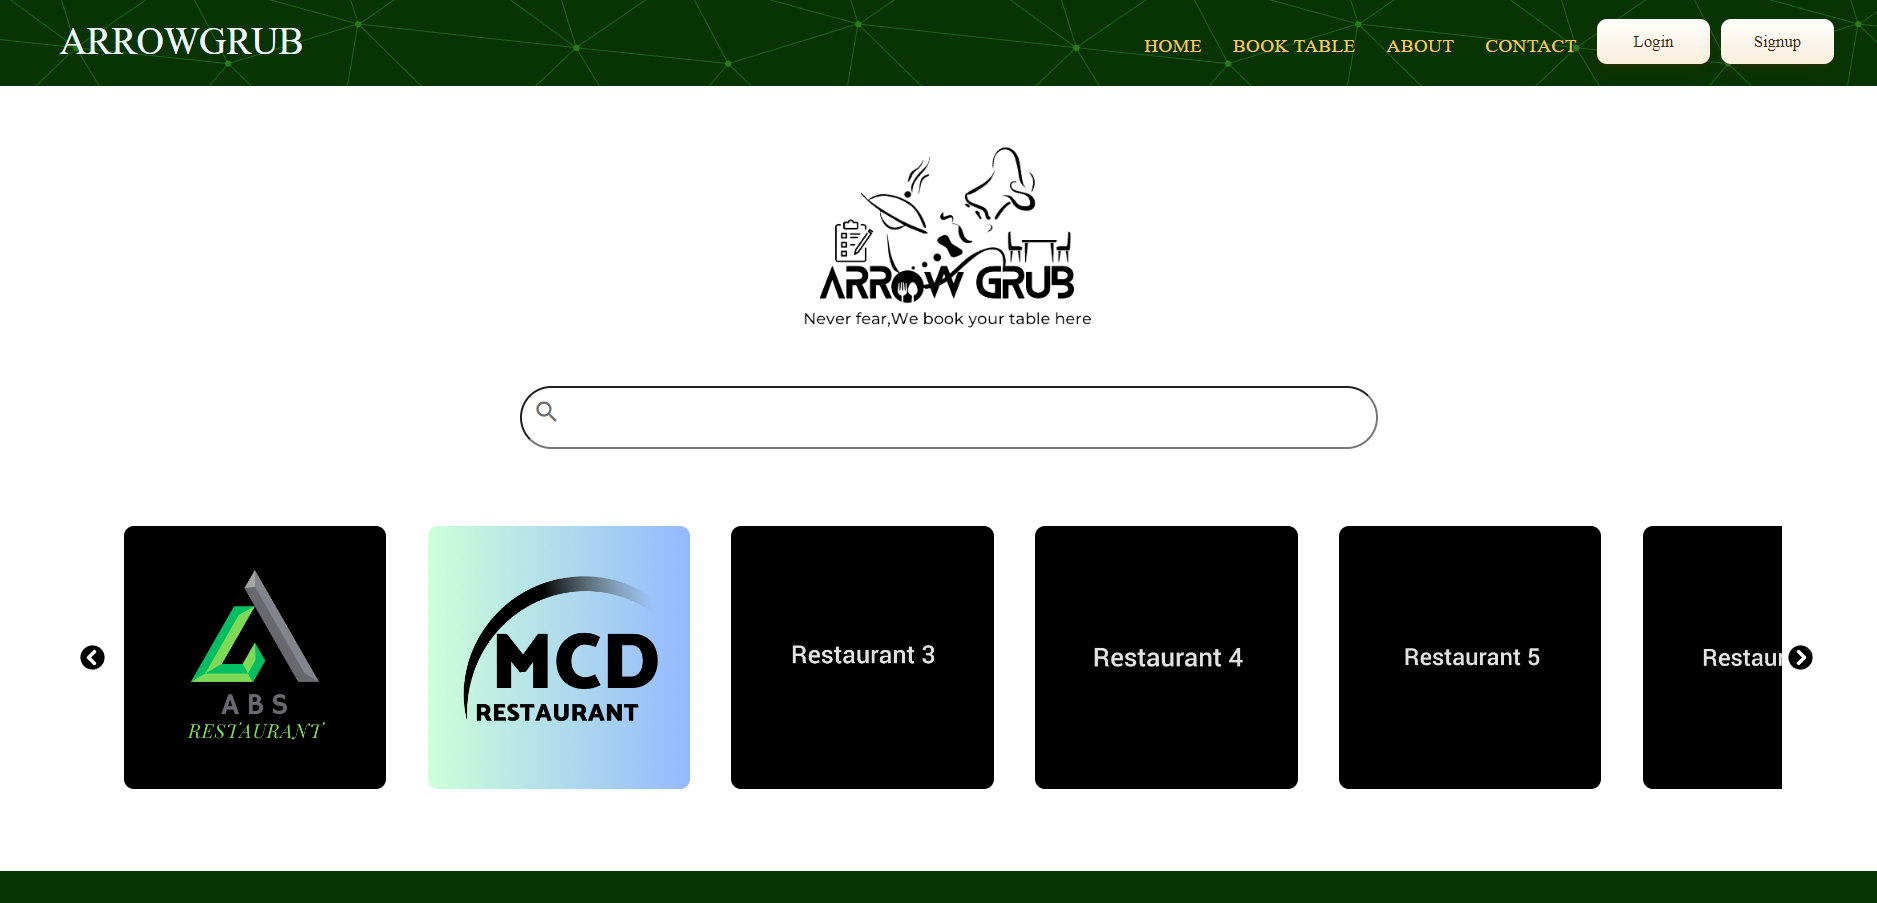 ARROWGRUB
HOME BOOK TABLE ABOUT CONTACT Login Signup
ARROW GRUB
Never fear,We book your table here
ABS
RESTAURANT
MCD
RESTAURANT
Restaurant 3
Restaurant 4
Restaurant 5